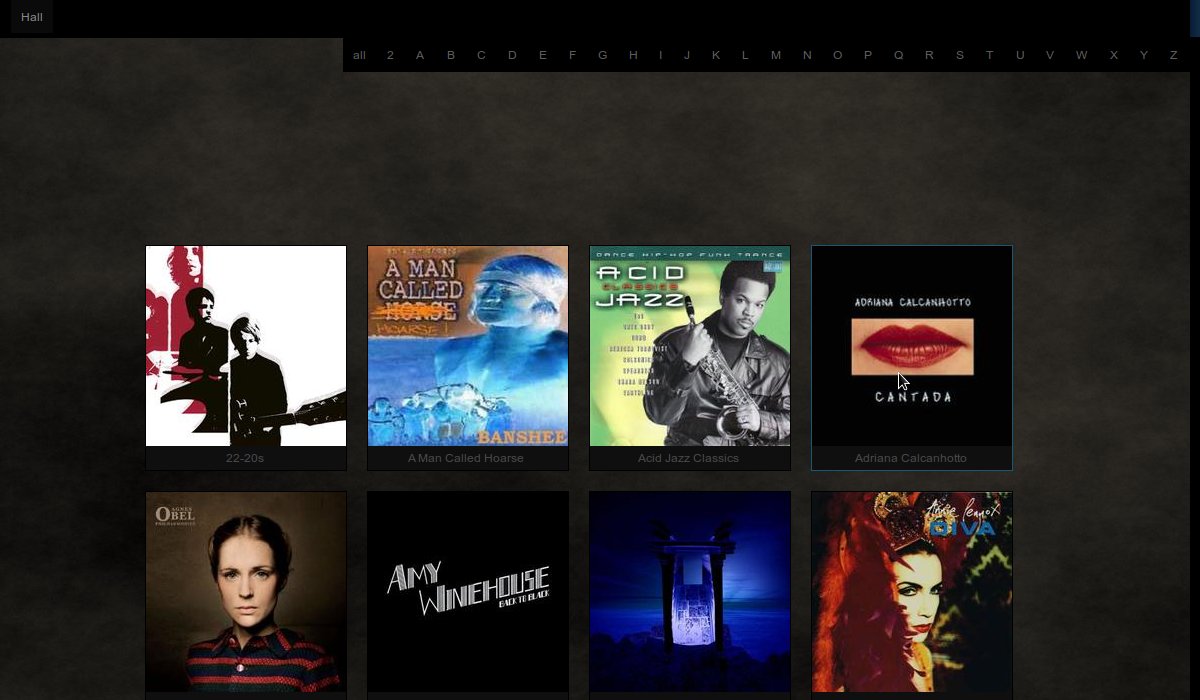 Hall
all 2 A B C D E F G H I J K L M N O P Q R S T U V W X Y Z
A MAN
CALLED
HORSE
HOARSE!
BANSHEE
DANCE HIP-HOP FUNK TRANCE
ACID
CLASSICS
JAZZ
ADRIANA CALCANHOTTO
CANTADA
22-20s
A Man Called Hoarse
Acid Jazz Classics
Adriana Calcanhotto
AGNES
OBEL
PHILHARMONICS
AMY
WINEHOUSE
BACK TO BLACK
Annie Lennox
DIVA